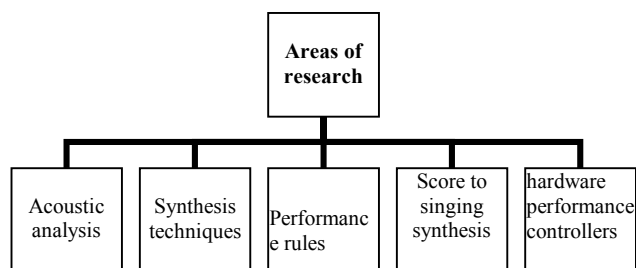 Areas of
research
Acoustic
analysis
Synthesis
techniques
Performanc
e rules
Score to
singing
synthesis
hardware
performance
controllers